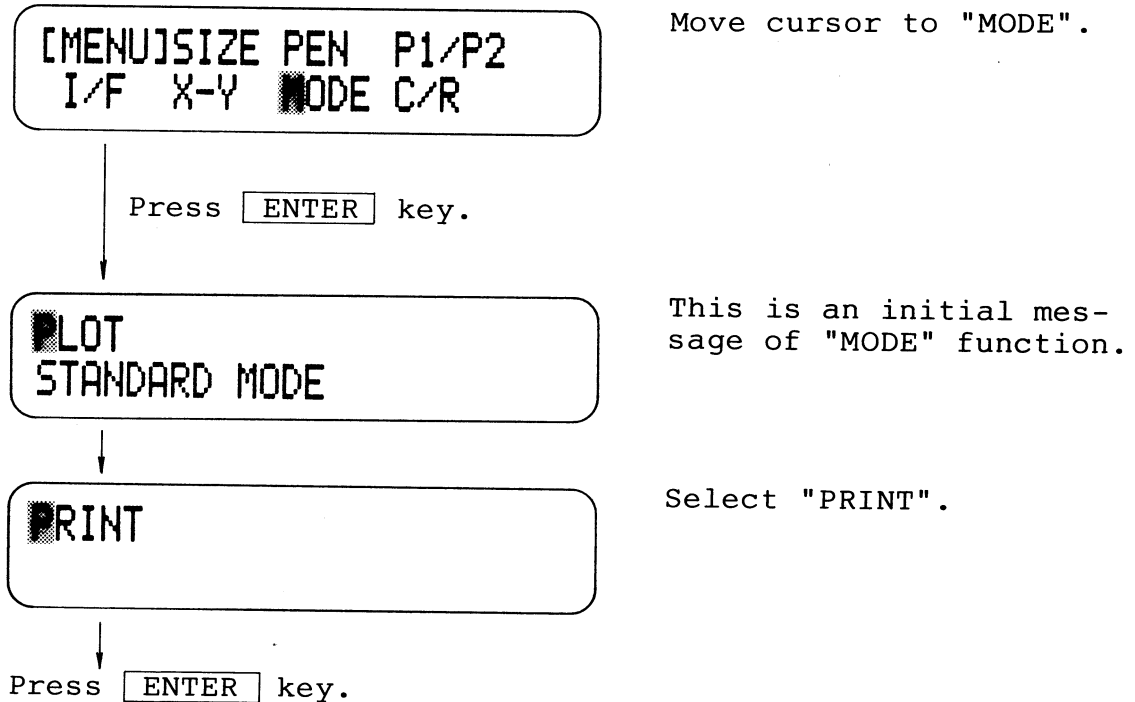 [MENU]SIZE PEN P1/P2
I/F X-Y MODE C/R
Move cursor to "MODE".
Press ENTER key.
PLOT
STANDARD MODE
This is an initial mes-
sage of "MODE" function.
PRINT
Select "PRINT".
Press ENTER key.